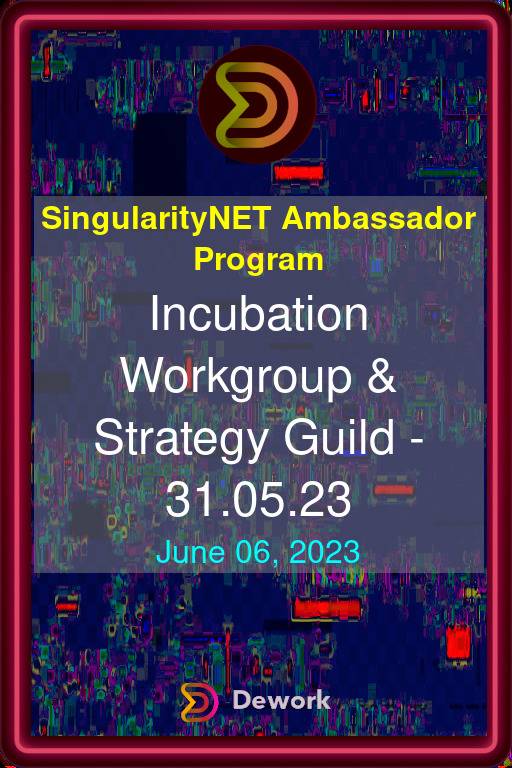 SingularityNET Ambassador
Program
Incubation
Workgroup &
Strategy Guild -
31.05.23
June 06, 2023
Dework